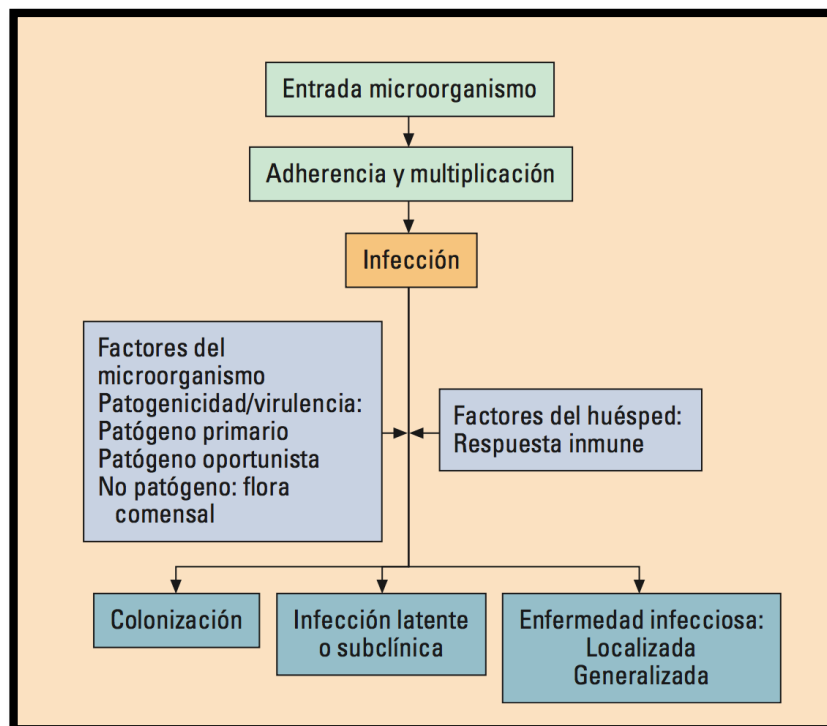 Entrada microorganismo
Adherencia y multiplicación
Infección
Factores del
microorganismo
Patogenicidad/virulencia:
Patógeno primario
Patógeno oportunista
No patógeno: flora
comensal
Factores del huésped:
Respuesta inmune
Colonización
Infección latente
o subclínica
Enfermedad infecciosa:
Localizada
Generalizada